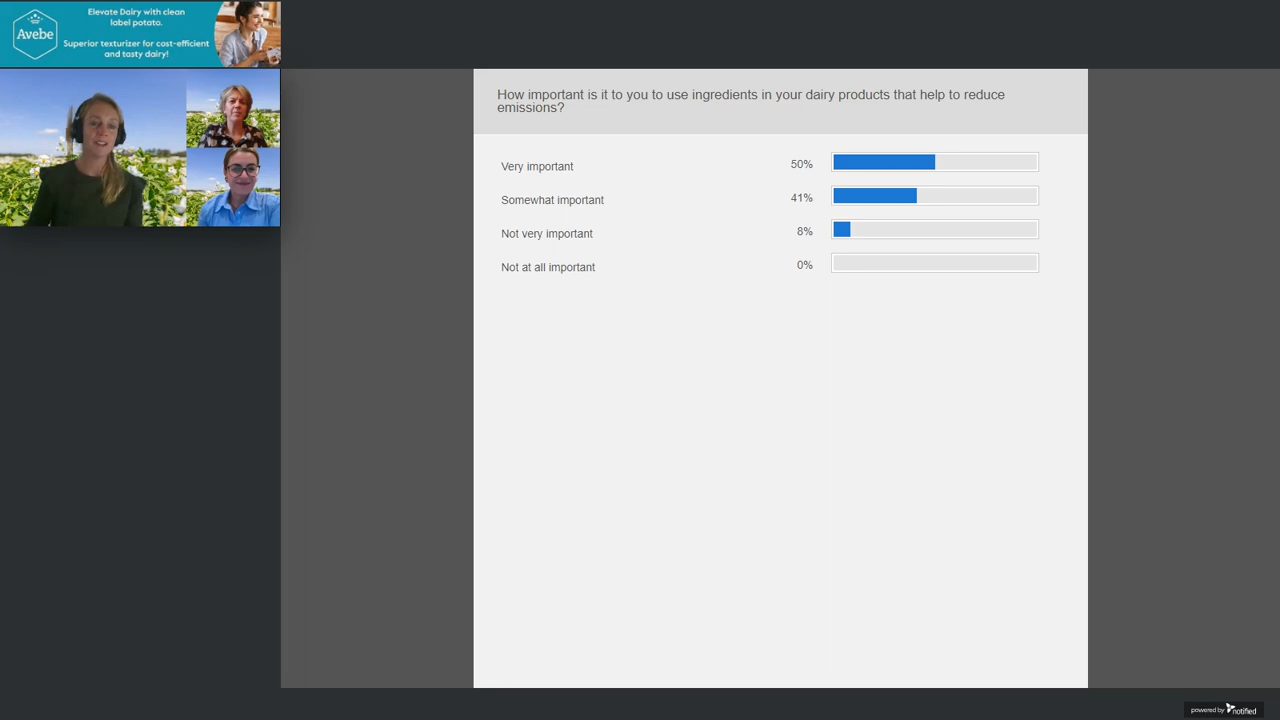 Elevate Dairy with clean
label potato.
Avebe
Superior texturizer for cost-efficient
and tasty dairy!
How important is it to you to use ingredients in your dairy products that help to reduce
emissions?
Very important 50%
Somewhat important 41%
Not very important 8%
Not at all important 0%
powered by notified